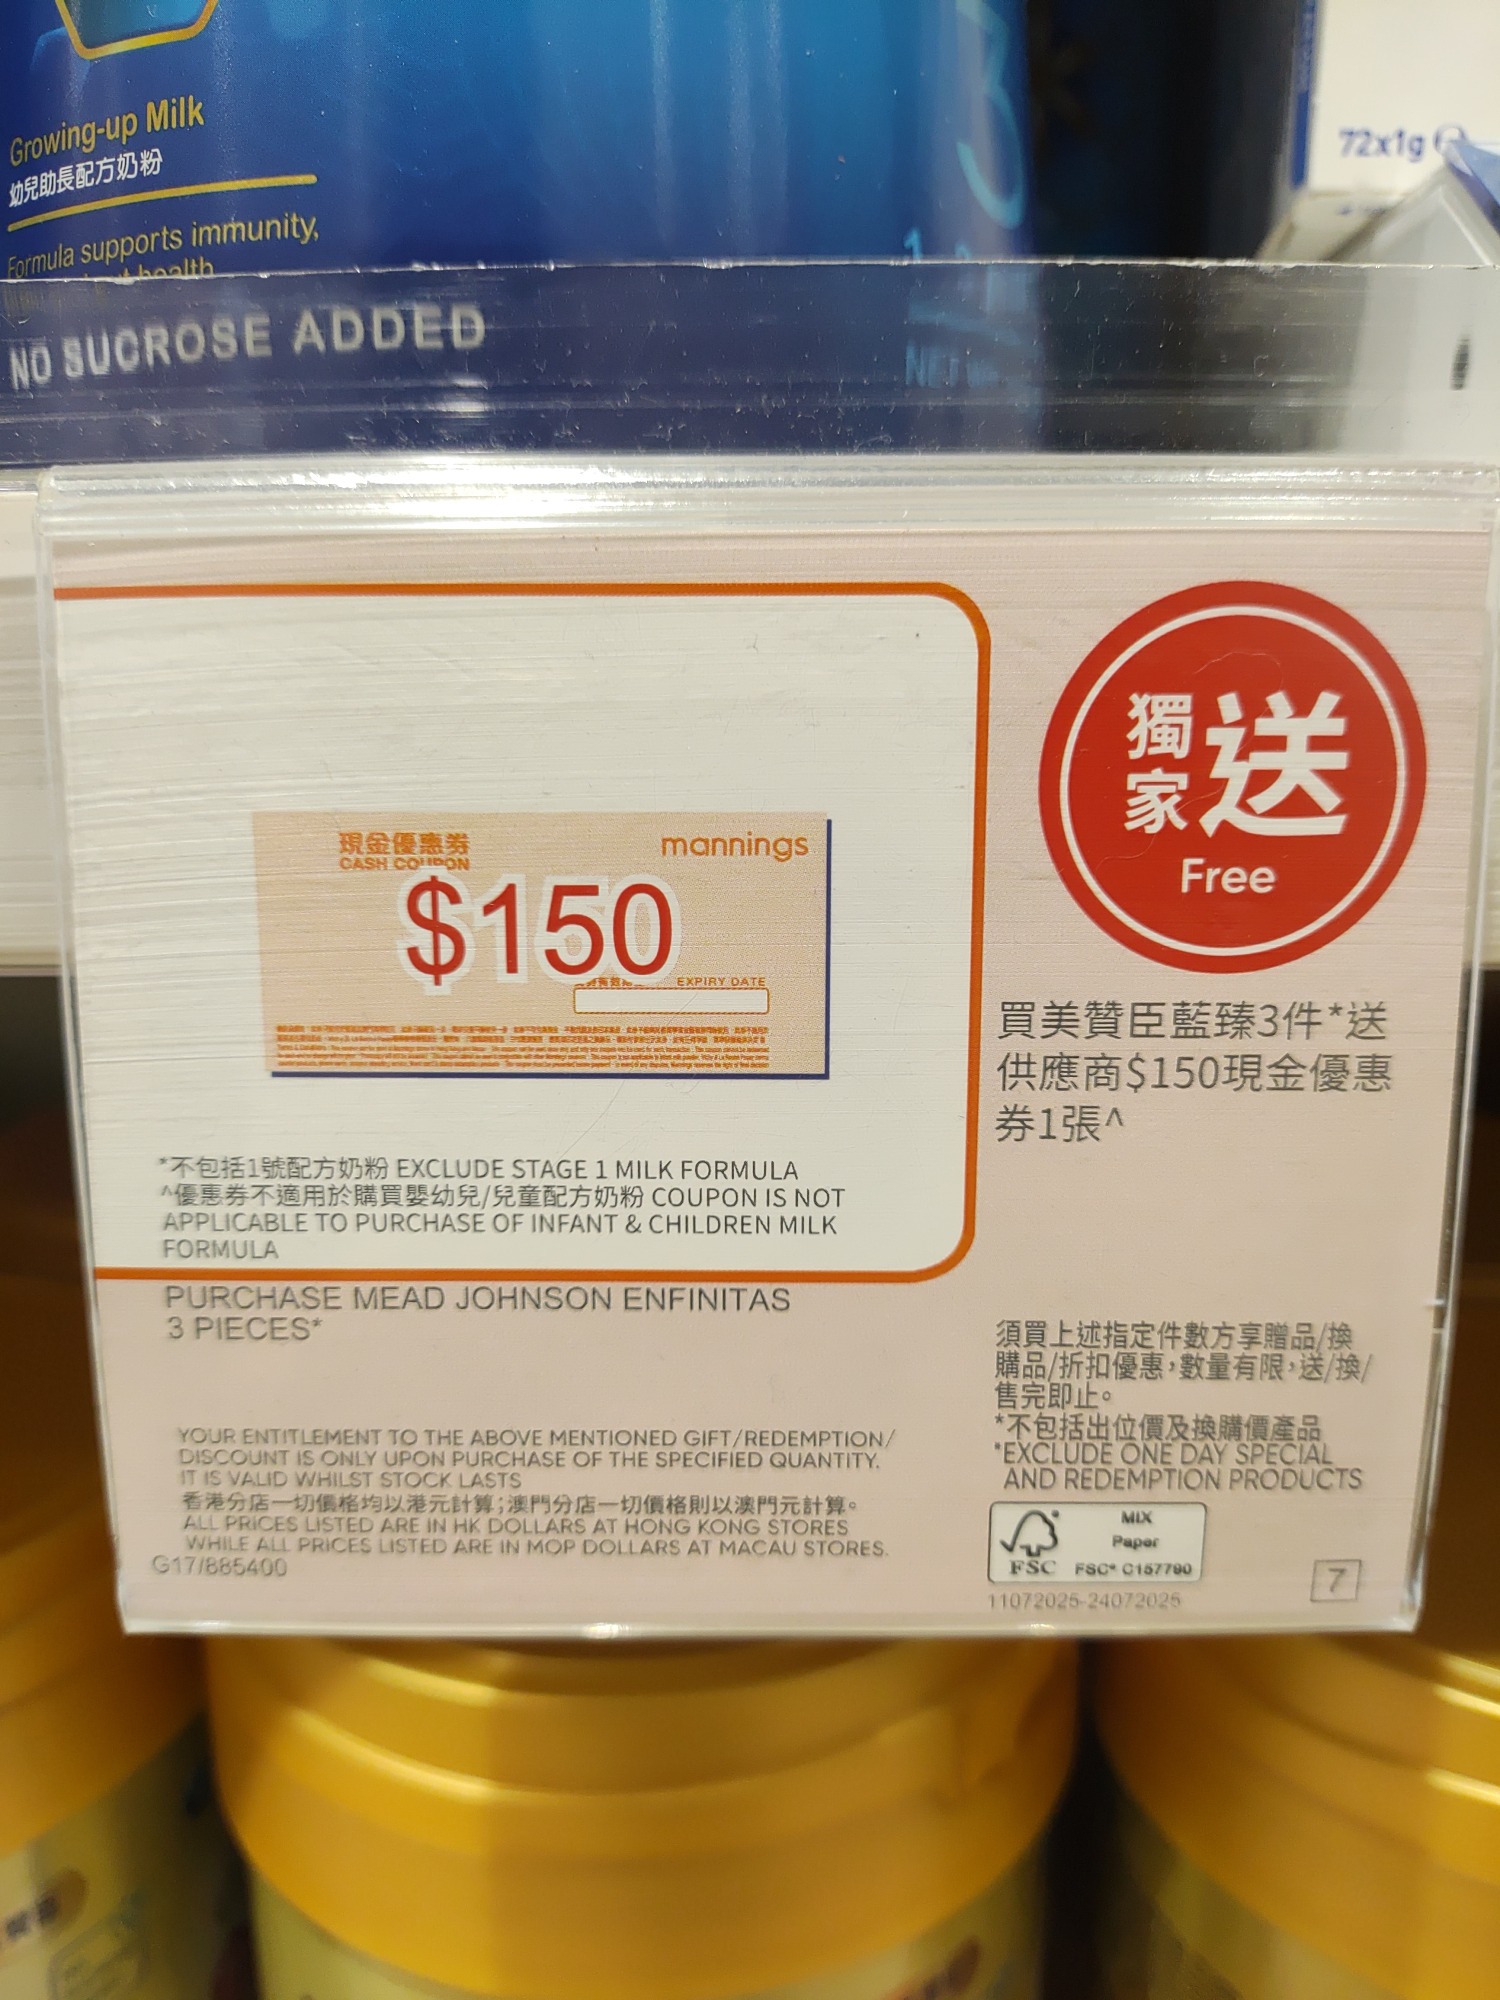 Growing-up Milk
幼兒助長配方奶粉
Formula supports immunity,
health
NO SUCROSE ADDED
3
72x1g
現金優惠券
CASH COUPON
mannings
$150
EXPIRY DATE
*不包括1號配方奶粉 EXCLUDE STAGE 1 MILK FORMULA
^優惠券不適用於購買嬰幼兒/兒童配方奶粉 COUPON IS NOT
APPLICABLE TO PURCHASE OF INFANT & CHILDREN MILK
FORMULA
PURCHASE MEAD JOHNSON ENFINITAS
3 PIECES*
YOUR ENTITLEMENT TO THE ABOVE MENTIONED GIFT/REDEMPTION/
DISCOUNT IS ONLY UPON PURCHASE OF THE SPECIFIED QUANTITY.
IT IS VALID WHILST STOCK LASTS
香港分店一切價格均以港元計算；澳門分店一切價格則以澳門元計算。
ALL PRICES LISTED ARE IN HK DOLLARS AT HONG KONG STORES
WHILE ALL PRICES LISTED ARE IN MOP DOLLARS AT MACAU STORES.
G17/885400
獨家送
Free
買美贊臣藍臻3件*送
供應商$150現金優惠
券1張^
須買上述指定件數方享贈品/換
購品/折扣優惠，數量有限，送/換/
售完即止。
*不包括出位價及換購價產品
*EXCLUDE ONE DAY SPECIAL
AND REDEMPTION PRODUCTS
FSC
MIX
Paper
FSC® C157790
11072025-24072025
7